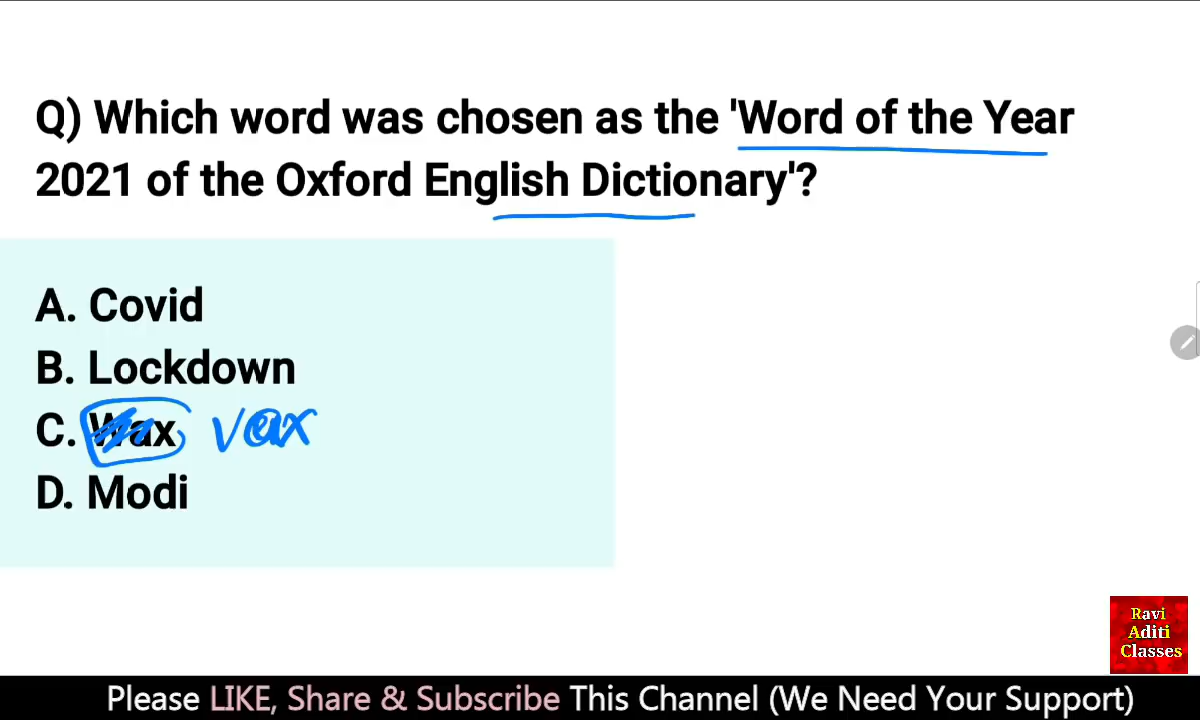 Q) Which word was chosen as the 'Word of the Year
2021 of the Oxford English Dictionary'?
A. Covid
B. Lockdown
C. Wax vax
D. Modi
Ravi
Aditi
Classes
Please LIKE, Share & Subscribe This Channel (We Need Your Support)